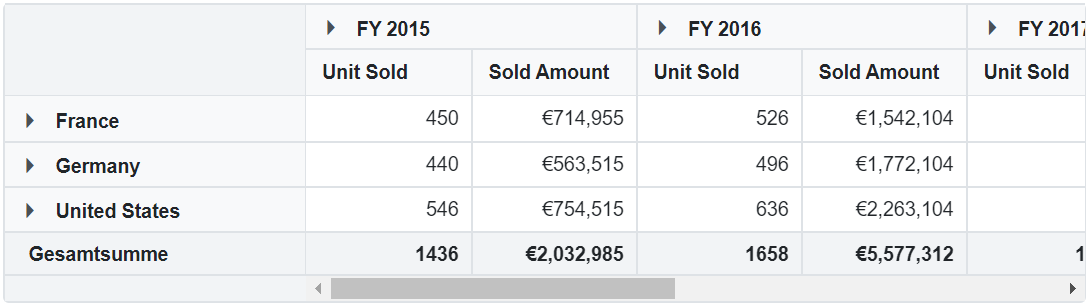 FY 2015 FY 2016 FY 2017
Unit Sold Sold Amount Unit Sold Sold Amount Unit Sold
France 450 €714,955 526 €1,542,104
Germany 440 €563,515 496 €1,772,104
United States 546 €754,515 636 €2,263,104
Gesamtsumme 1436 €2,032,985 1658 €5,577,312 1